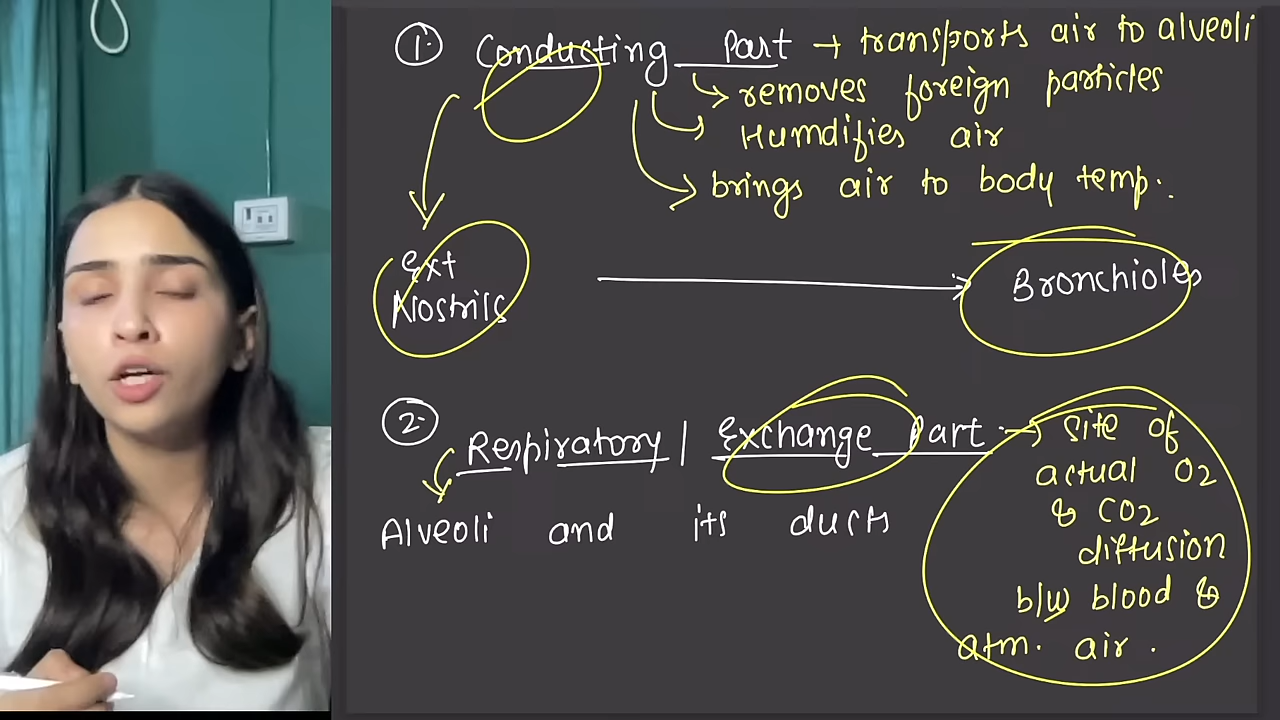 1. Conducting Part → transports air to alveoli
↳ removes foreign particles
Humdifies air
brings air to body temp.
Ext
Nostrils
Bronchioles
2. Respiratory / Exchange Part → site of
actual O2
& CO2
diffusion
b/w blood &
atm. air.
Alveoli and its ducts